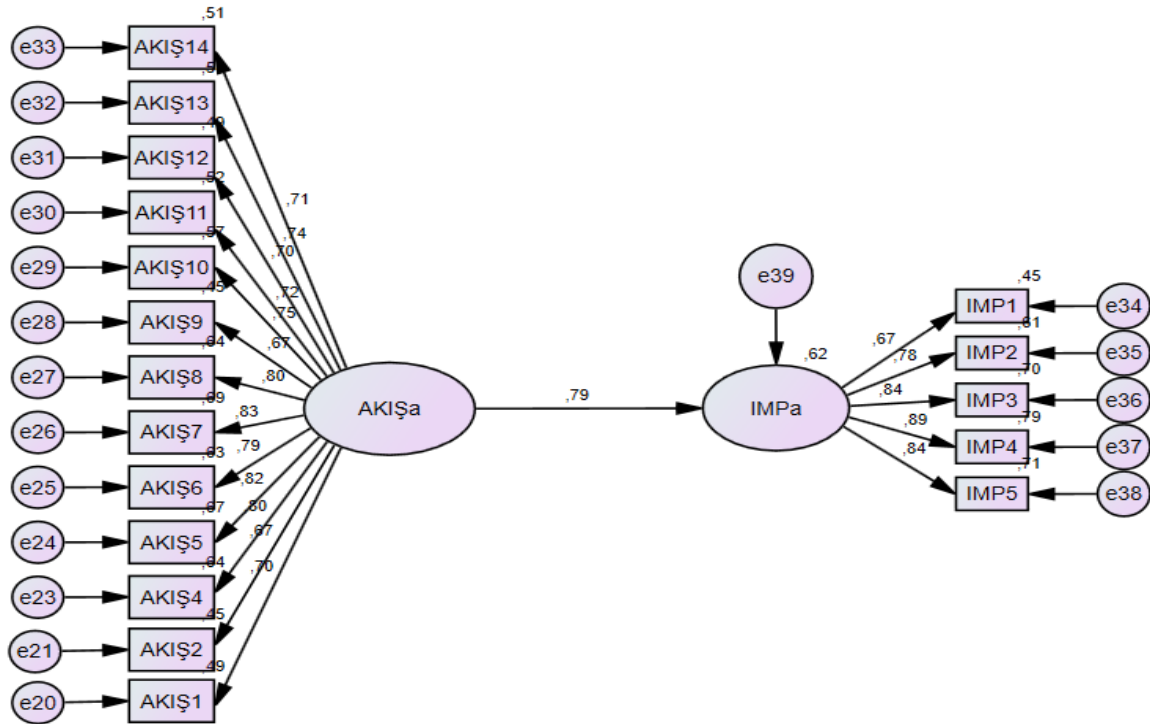 ,51
e33 AKIŞ14
e32 AKIŞ13
,49
e31 AKIŞ12
,52
e30 AKIŞ11
,57
e29 AKIŞ10
,45
e28 AKIŞ9
,64
e27 AKIŞ8
,69
e26 AKIŞ7
,63
e25 AKIŞ6
,67
e24 AKIŞ5
,64
e23 AKIŞ4
,45
e21 AKIŞ2
,49
e20 AKIŞ1
,71
,74
,70
,72
,75
,67
,80
,83
,79
,82
,80
,67
,70
AKIŞa
,79
e39
,62
IMPa
,67
,78
,84
,89
,84
,45
IMP1 e34
,61
IMP2 e35
,70
IMP3 e36
,79
IMP4 e37
,71
IMP5 e38